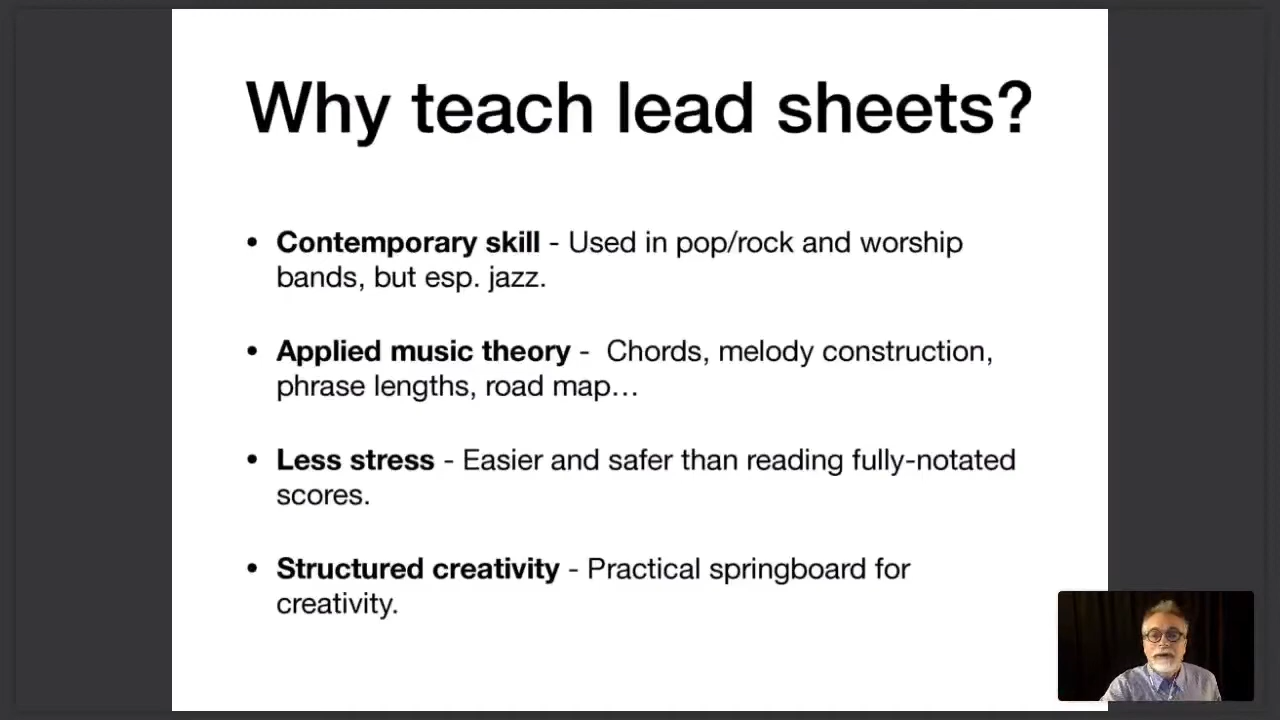 Why teach lead sheets?
• Contemporary skill - Used in pop/rock and worship
bands, but esp. jazz.
• Applied music theory -  Chords, melody construction,
phrase lengths, road map…
• Less stress - Easier and safer than reading fully-notated
scores.
• Structured creativity - Practical springboard for
creativity.